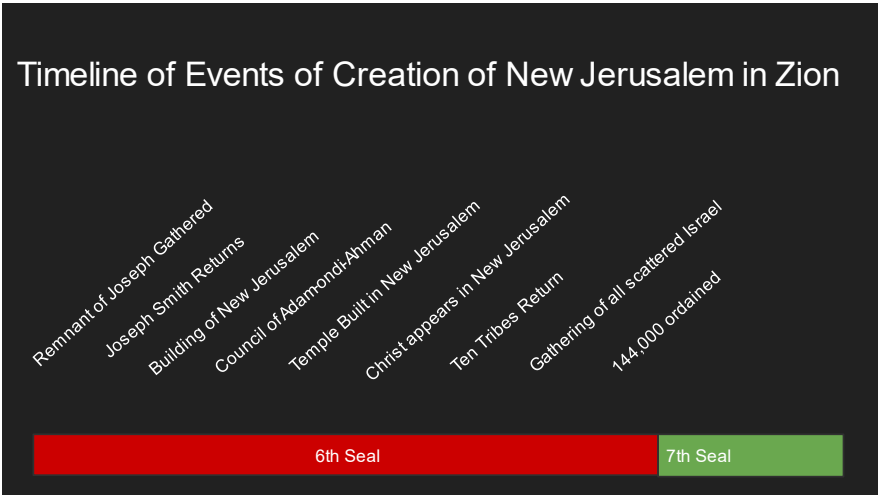 Timeline of Events of Creation of New Jerusalem in Zion
Remnant of Joseph Gathered
Joseph Smith Returns
Building of New Jerusalem
Council of Adam-ondi-Ahman
Temple Built in New Jerusalem
Christ appears in New Jerusalem
Ten Tribes Return
Gathering of all scattered Israel
144,000 ordained
6th Seal
7th Seal